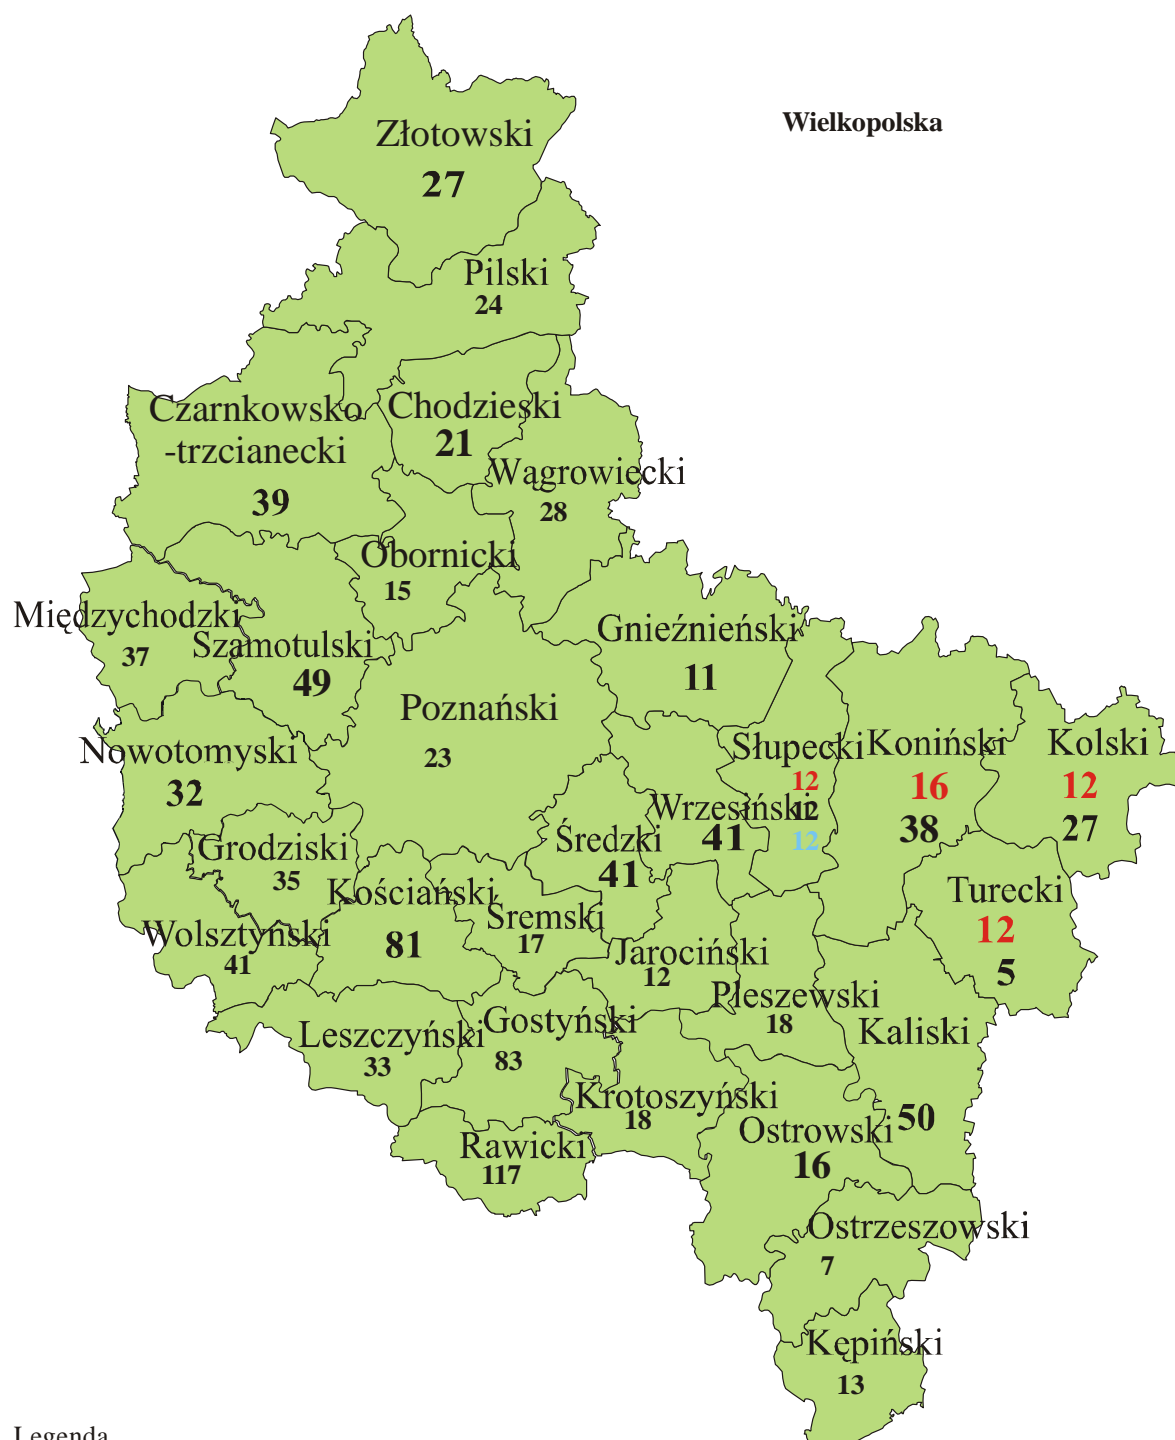 Wielkopolska
Złotowski
27
Pilski
24
Czarnkowsko
-trzcianecki
39
Chodzieski
21
Wągrowiecki
28
Obornicki
15
Międzychodzki
37
Szamotulski
49
Gnieźnieński
11
Poznański
23
Nowotomyski
32
Słupecki
12
12
12
Koniński
16
38
Kolski
12
27
Wrzesiński
41
Średzki
41
Grodziski
35
Kościański
81
Śremski
17
Turecki
12
5
Wolsztyński
41
Jarociński
12
Pleszewski
18
Kaliski
50
Leszczyński
33
Gostyński
83
Krotoszyński
18
Ostrowski
16
Rawicki
117
Ostrzeszowski
7
Kępiński
13
Legenda